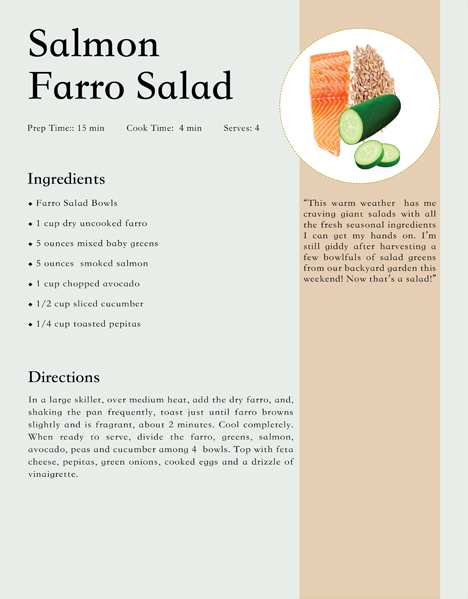 Salmon
Farro Salad
Prep Time:: 15 min Cook Time: 4 min Serves: 4
Ingredients
◆ Farro Salad Bowls
◆ 1 cup dry uncooked farro
◆ 5 ounces mixed baby greens
◆ 5 ounces smoked salmon
◆ 1 cup chopped avocado
◆ 1/2 cup sliced cucumber
◆ 1/4 cup toasted pepitas
Directions
In a large skillet, over medium heat, add the dry farro, and,
shaking the pan frequently, toast just until farro browns
slightly and is fragrant, about 2 minutes. Cool completely.
When ready to serve, divide the farro, greens, salmon,
avocado, peas and cucumber among 4 bowls. Top with feta
cheese, pepitas, green onions, cooked eggs and a drizzle of
vinaigrette.
“This warm weather has me
craving giant salads with all
the fresh seasonal ingredients
I can get my hands on. I’m
still giddy after harvesting a
few bowlfuls of salad greens
from our backyard garden this
weekend! Now that’s a salad!”